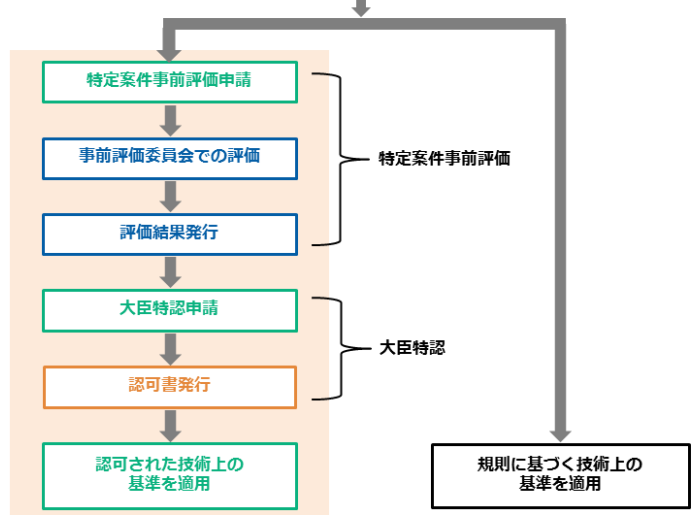 特定案件事前評価申請
事前評価委員会での評価
特定案件事前評価
評価結果発行
大臣特認申請
大臣特認
認可書発行
認可された技術上の
基準を適用
規則に基づく技術上の
基準を適用